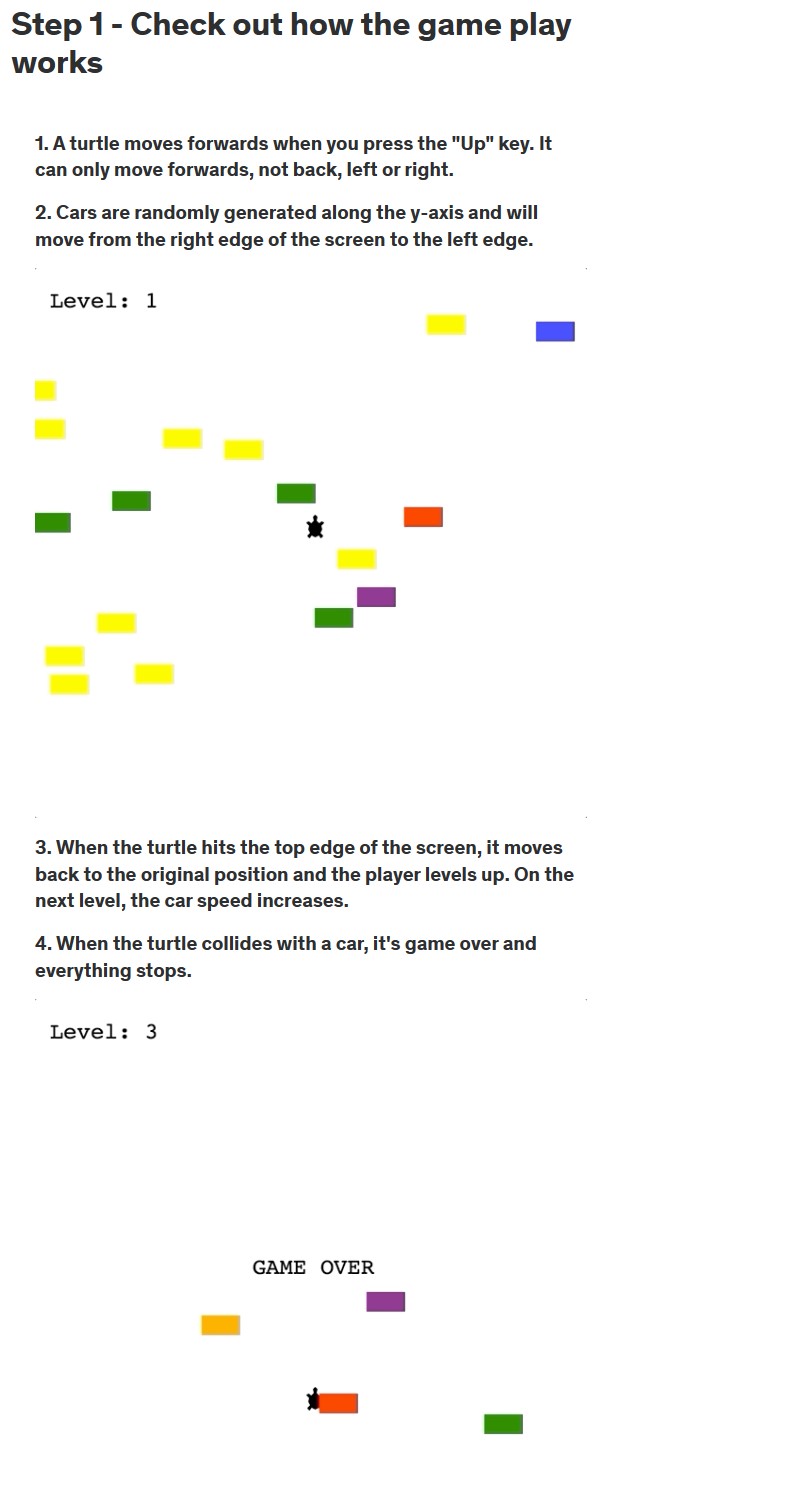 Step 1 - Check out how the game play
works
1. A turtle moves forwards when you press the "Up" key. It
can only move forwards, not back, left or right.
2. Cars are randomly generated along the y-axis and will
move from the right edge of the screen to the left edge.
Level: 1
3. When the turtle hits the top edge of the screen, it moves
back to the original position and the player levels up. On the
next level, the car speed increases.
4. When the turtle collides with a car, it's game over and
everything stops.
Level: 3
GAME OVER